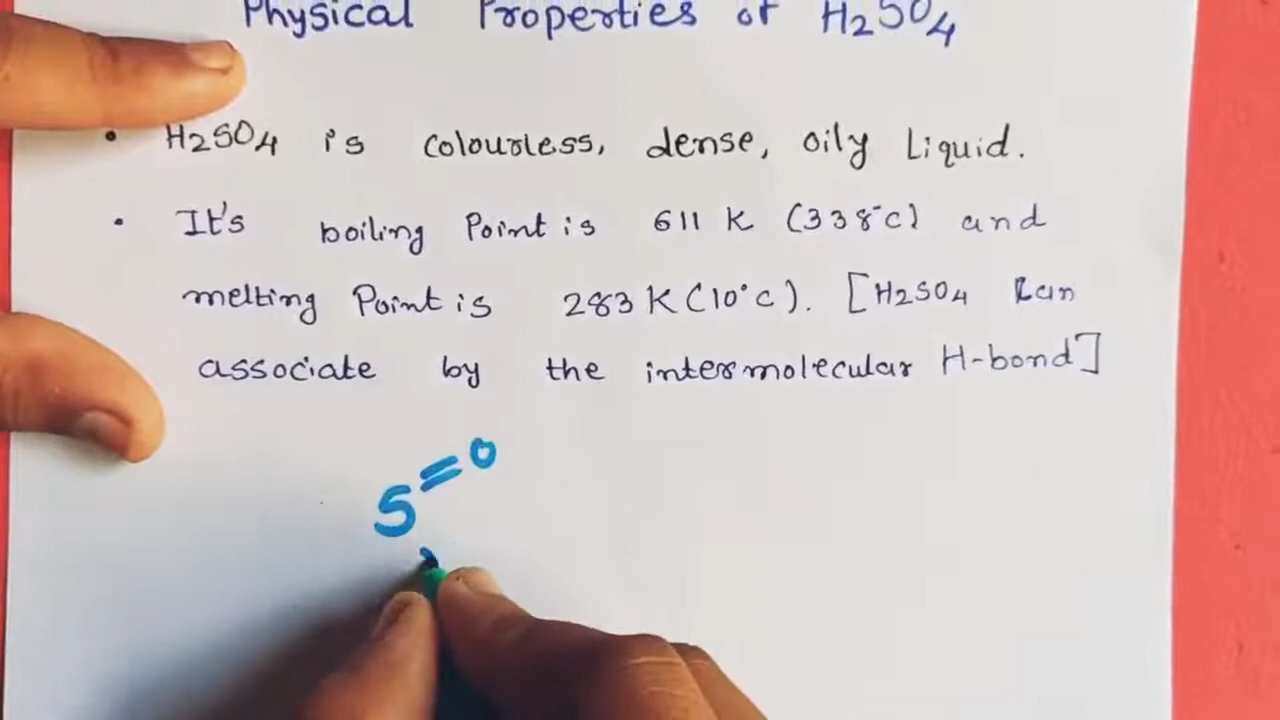 Physical Properties of H2SO4
• H2SO4 is colourless, dense, oily Liquid.
• It's boiling Point is 611 K (338°C) and
melting Point is 283 K (10°C). [H2SO4 Can
associate by the intermolecular H-bond]
S=O